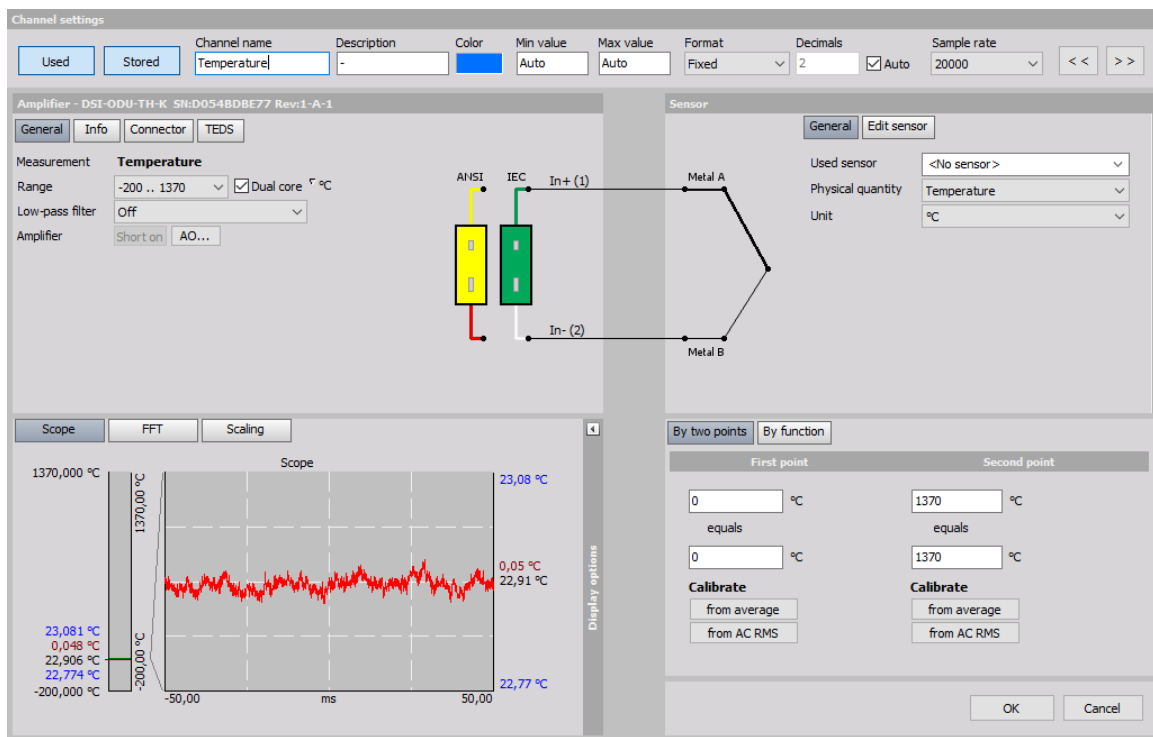 Channel settings
Used
Stored
Channel name
Temperature
Description
-
Color
Min value
Auto
Max value
Auto
Format
Fixed
Decimals
2
Auto
Sample rate
20000
< <
> >
Amplifier - DSI-ODU-TH-K SN:D054BDBE77 Rev:1-A-1
General
Info
Connector
TEDS
Measurement
Temperature
Range
-200 .. 1370
Dual core
°C
Low-pass filter
Off
Amplifier
Short on
AO...
ANSI
IEC
In+ (1)
In- (2)
Metal A
Metal B
Sensor
General
Edit sensor
Used sensor
<No sensor>
Physical quantity
Temperature
Unit
°C
Scope
FFT
Scaling
Scope
1370,000 °C
1370,00 °C
23,08 °C
0,05 °C
22,91 °C
23,081 °C
0,048 °C
22,906 °C
22,774 °C
-200,000 °C
-200,00 °C
22,77 °C
-50,00
ms
50,00
Display options
By two points
By function
First point
Second point
0
°C
1370
°C
equals
equals
0
°C
1370
°C
Calibrate
Calibrate
from average
from average
from AC RMS
from AC RMS
OK
Cancel